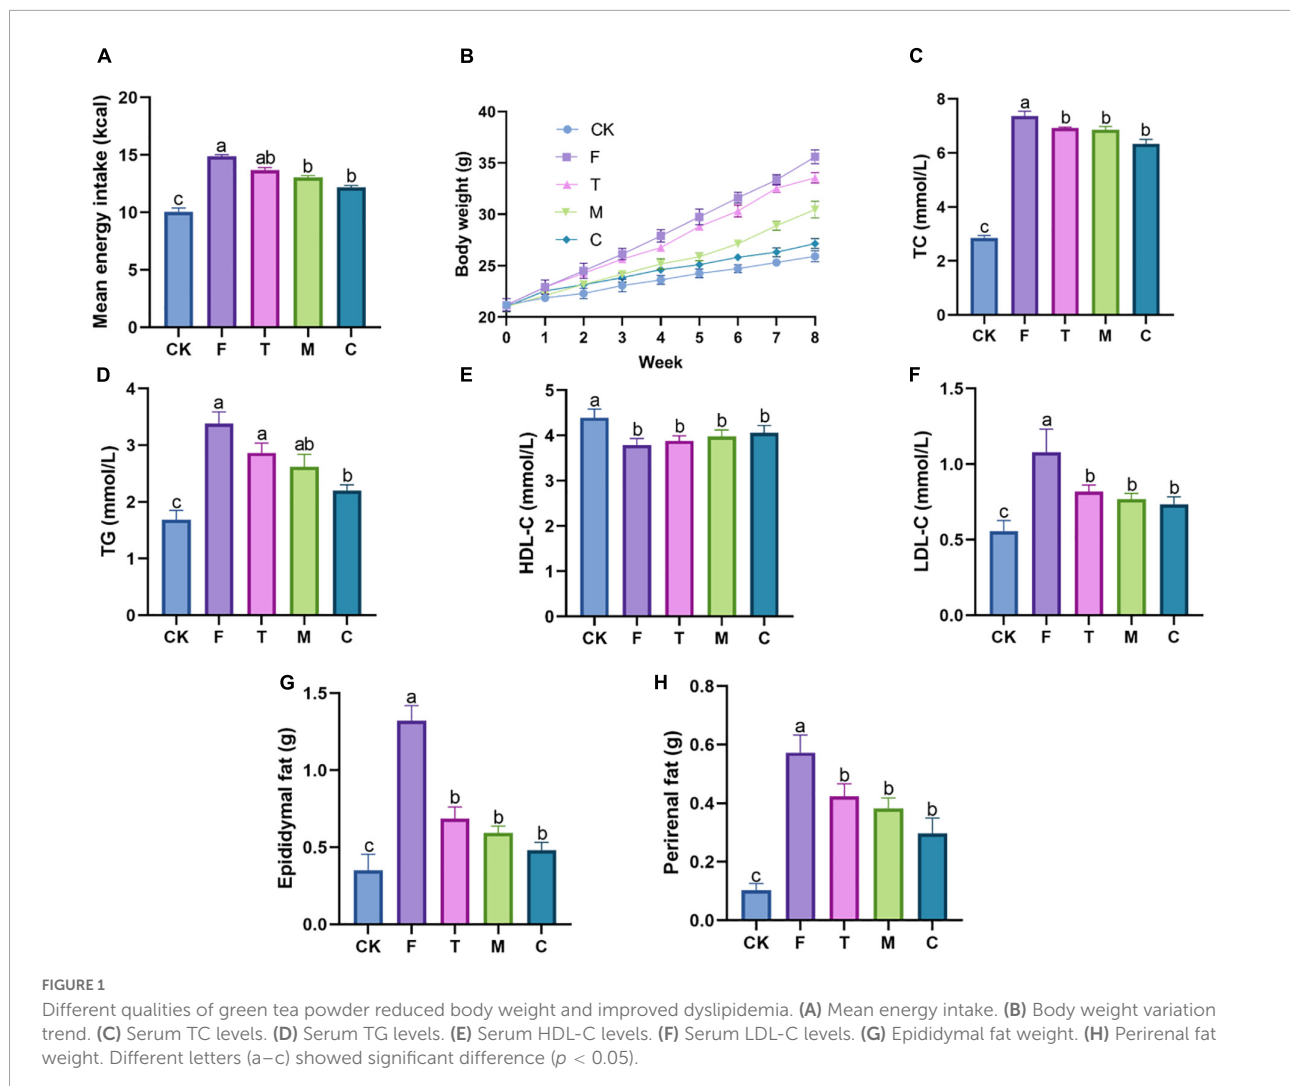 A
Mean energy intake (kcal)
20
15
10
5
0
c
a
ab
b
b
CK F T M C
B
Body weight (g)
40
35
30
25
20
CK
F
T
M
C
0 1 2 3 4 5 6 7 8
Week
C
TC (mmol/L)
8
6
4
2
0
c
a
b
b
b
CK F T M C
D
TG (mmol/L)
4
3
2
1
0
c
a
a
ab
b
CK F T M C
E
HDL-C (mmol/L)
5
4
3
2
1
0
a
b
b
b
b
CK F T M C
F
LDL-C (mmol/L)
1.5
1.0
0.5
0.0
c
a
b
b
b
CK F T M C
G
Epididymal fat (g)
1.5
1.0
0.5
0.0
c
a
b
b
b
CK F T M C
H
Perirenal fat (g)
0.8
0.6
0.4
0.2
0.0
c
a
b
b
b
CK F T M C
FIGURE 1
Different qualities of green tea powder reduced body weight and improved dyslipidemia. (A) Mean energy intake. (B) Body weight variation
trend. (C) Serum TC levels. (D) Serum TG levels. (E) Serum HDL-C levels. (F) Serum LDL-C levels. (G) Epididymal fat weight. (H) Perirenal fat
weight. Different letters (a–c) showed significant difference (p < 0.05).